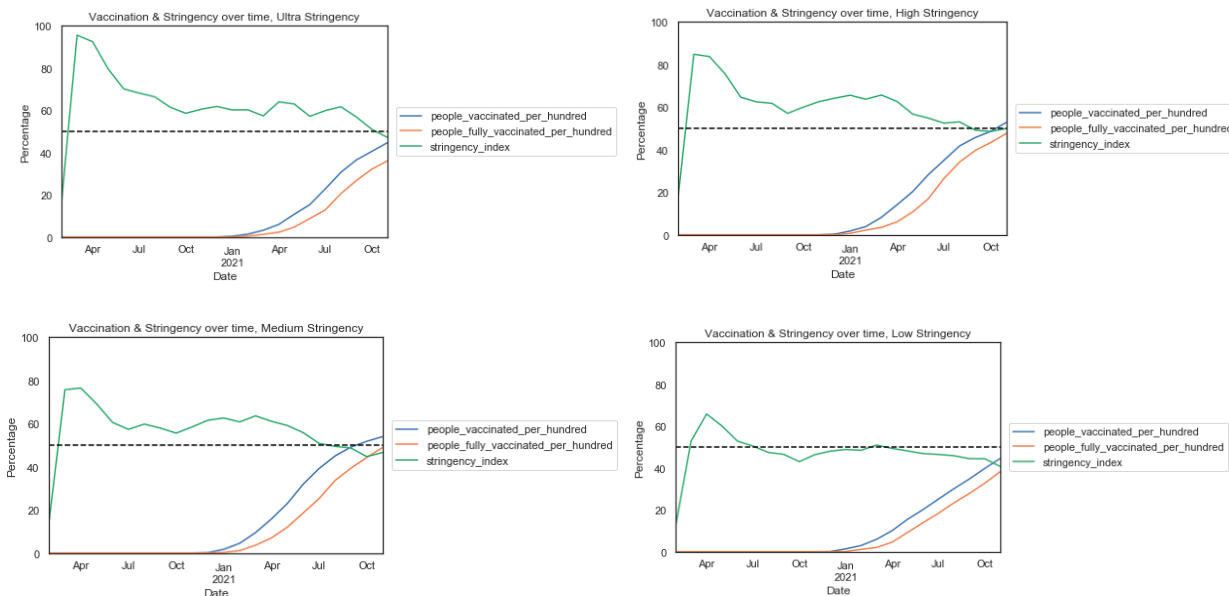 Vaccination & Stringency over time, Ultra Stringency
100
80
60
40
20
0
Percentage
Apr
Jul
Oct
Jan
2021
Apr
Jul
Oct
Date
people_vaccinated_per_hundred
people_fully_vaccinated_per_hundred
stringency_index
Vaccination & Stringency over time, High Stringency
100
80
60
40
20
0
Percentage
Apr
Jul
Oct
Jan
2021
Apr
Jul
Oct
Date
people_vaccinated_per_hundred
people_fully_vaccinated_per_hundred
stringency_index
Vaccination & Stringency over time, Medium Stringency
100
80
60
40
20
0
Percentage
Apr
Jul
Oct
Jan
2021
Apr
Jul
Oct
Date
people_vaccinated_per_hundred
people_fully_vaccinated_per_hundred
stringency_index
Vaccination & Stringency over time, Low Stringency
100
80
60
40
20
0
Percentage
Apr
Jul
Oct
Jan
2021
Apr
Jul
Oct
Date
people_vaccinated_per_hundred
people_fully_vaccinated_per_hundred
stringency_index